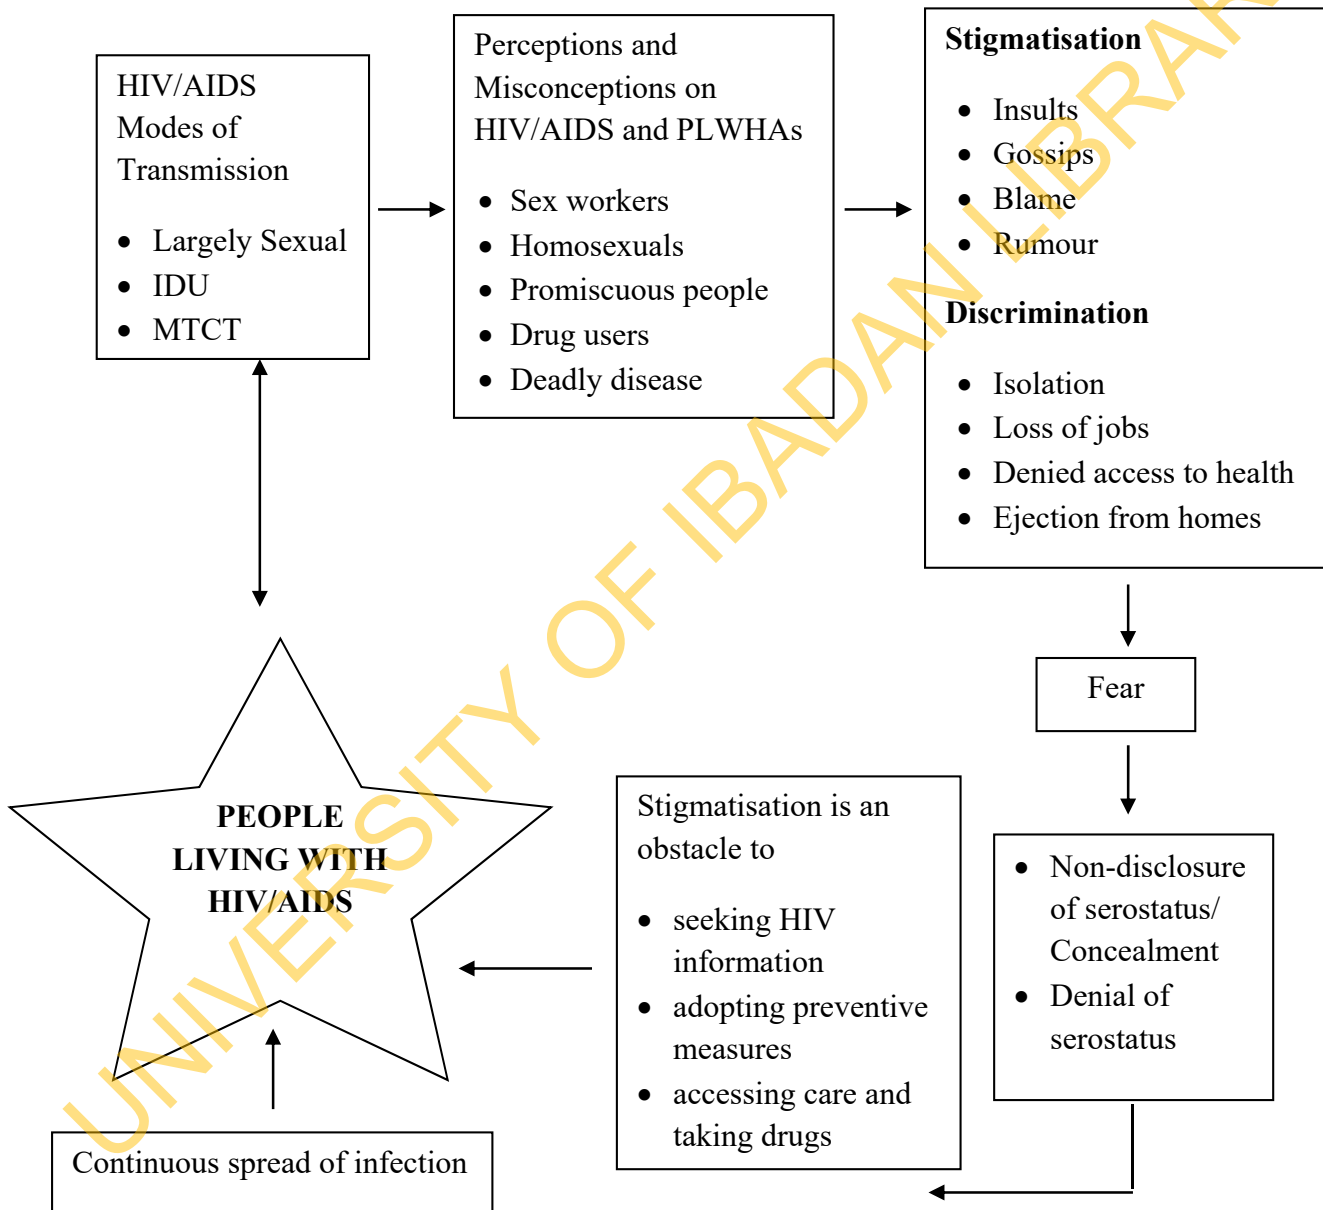 HIV/AIDS
Modes of
Transmission
• Largely Sexual
• IDU
• MTCT
Perceptions and
Misconceptions on
HIV/AIDS and PLWHAs
• Sex workers
• Homosexuals
• Promiscuous people
• Drug users
• Deadly disease
Stigmatisation
• Insults
• Gossips
• Blame
• Rumour
Discrimination
• Isolation
• Loss of jobs
• Denied access to health
• Ejection from homes
Fear
• Non-disclosure
of serostatus/
Concealment
• Denial of
serostatus
Stigmatisation is an
obstacle to
• seeking HIV
information
• adopting preventive
measures
• accessing care and
taking drugs
PEOPLE
LIVING WITH
HIV/AIDS
Continuous spread of infection
UNIVERSITY OF IBADAN LIBRAR